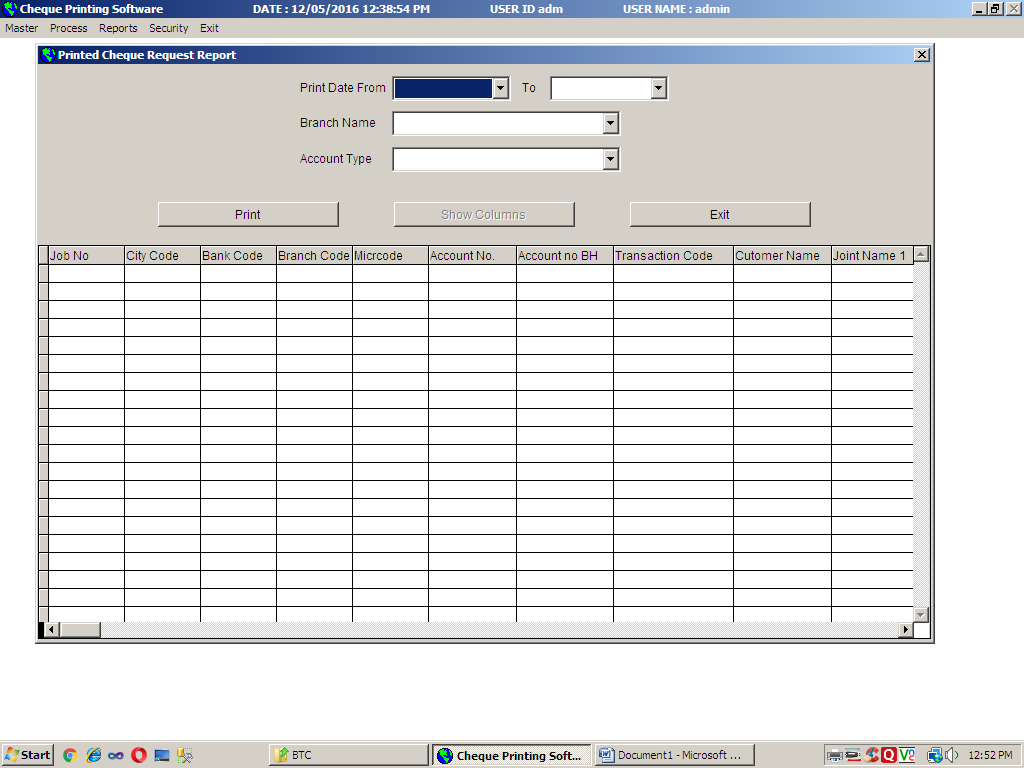 Cheque Printing Software DATE : 12/05/2016 12:38:54 PM USER ID adm USER NAME : admin
Master Process Reports Security Exit
Printed Cheque Request Report
Print Date From To
Branch Name
Account Type
Print Show Columns Exit
Job No City Code Bank Code Branch Code Micrcode Account No. Account no BH Transaction Code Cutomer Name Joint Name 1
Start BTC Cheque Printing Soft... Document1 - Microsoft ... 12:52 PM